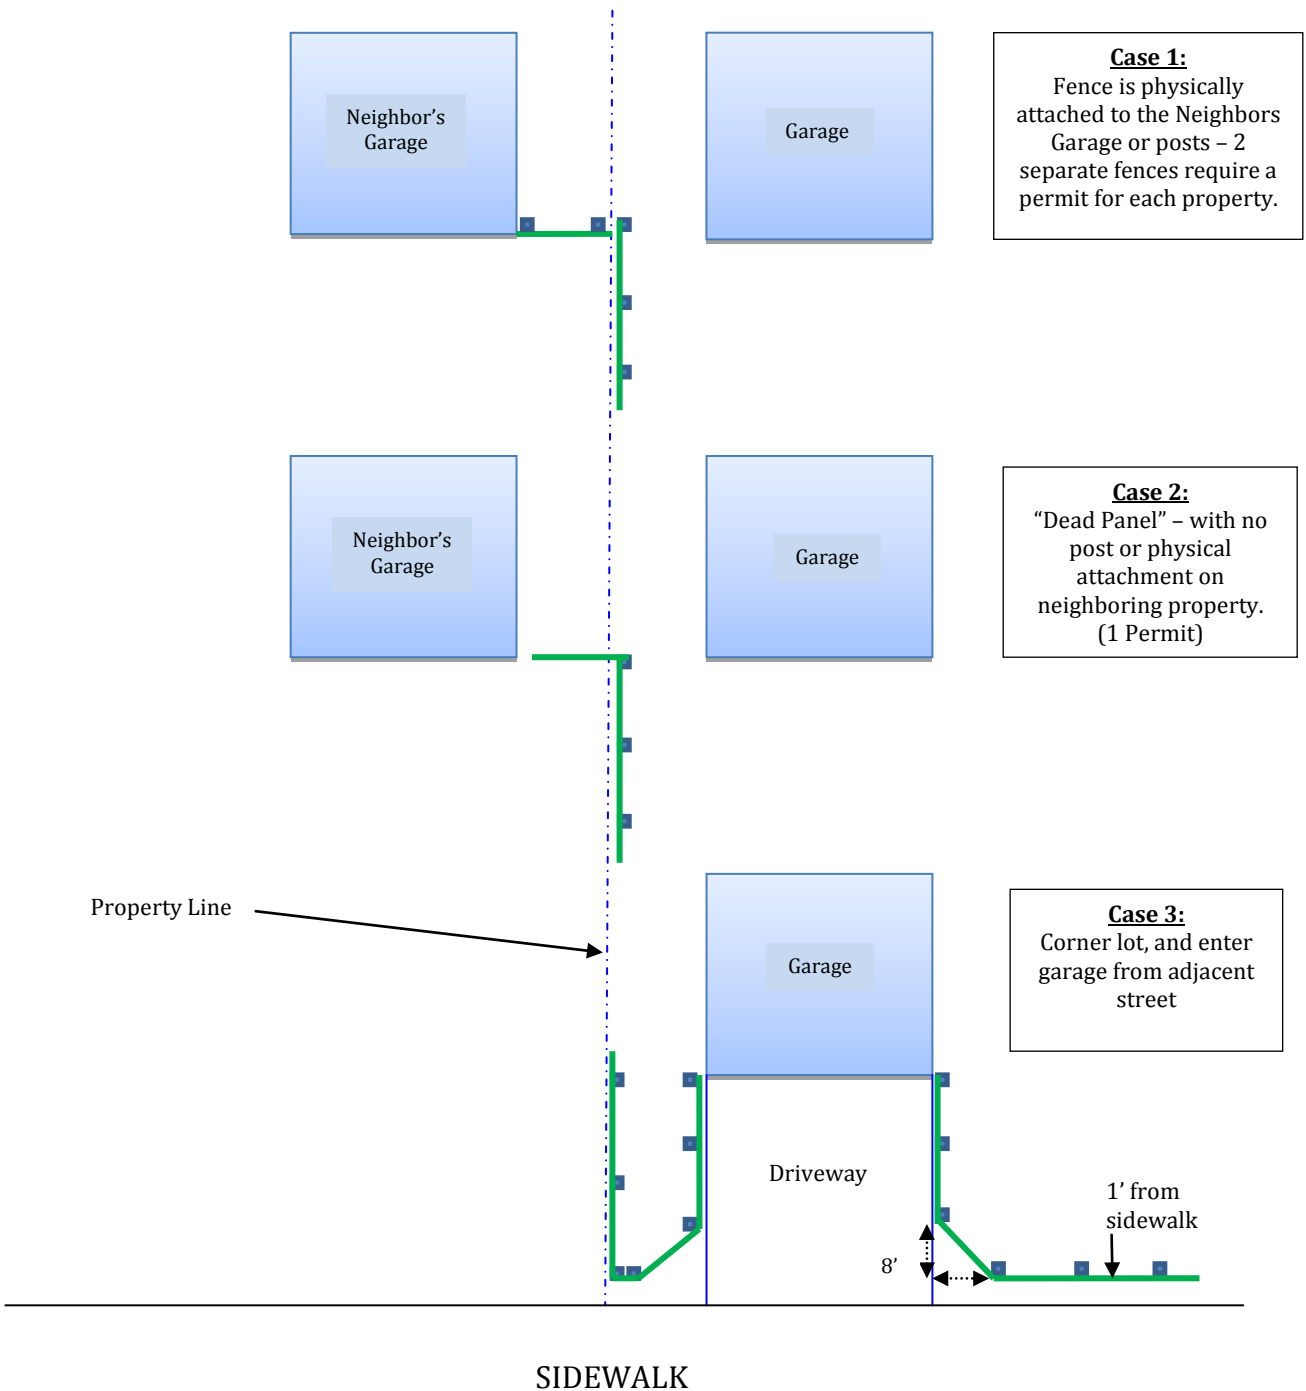 Neighbor's
Garage
Garage
Case 1:
Fence is physically
attached to the Neighbors
Garage or posts – 2
separate fences require a
permit for each property.
Neighbor's
Garage
Garage
Case 2:
“Dead Panel” – with no
post or physical
attachment on
neighboring property.
(1 Permit)
Property Line
Garage
Case 3:
Corner lot, and enter
garage from adjacent
street
Driveway
1’ from
sidewalk
8’
SIDEWALK